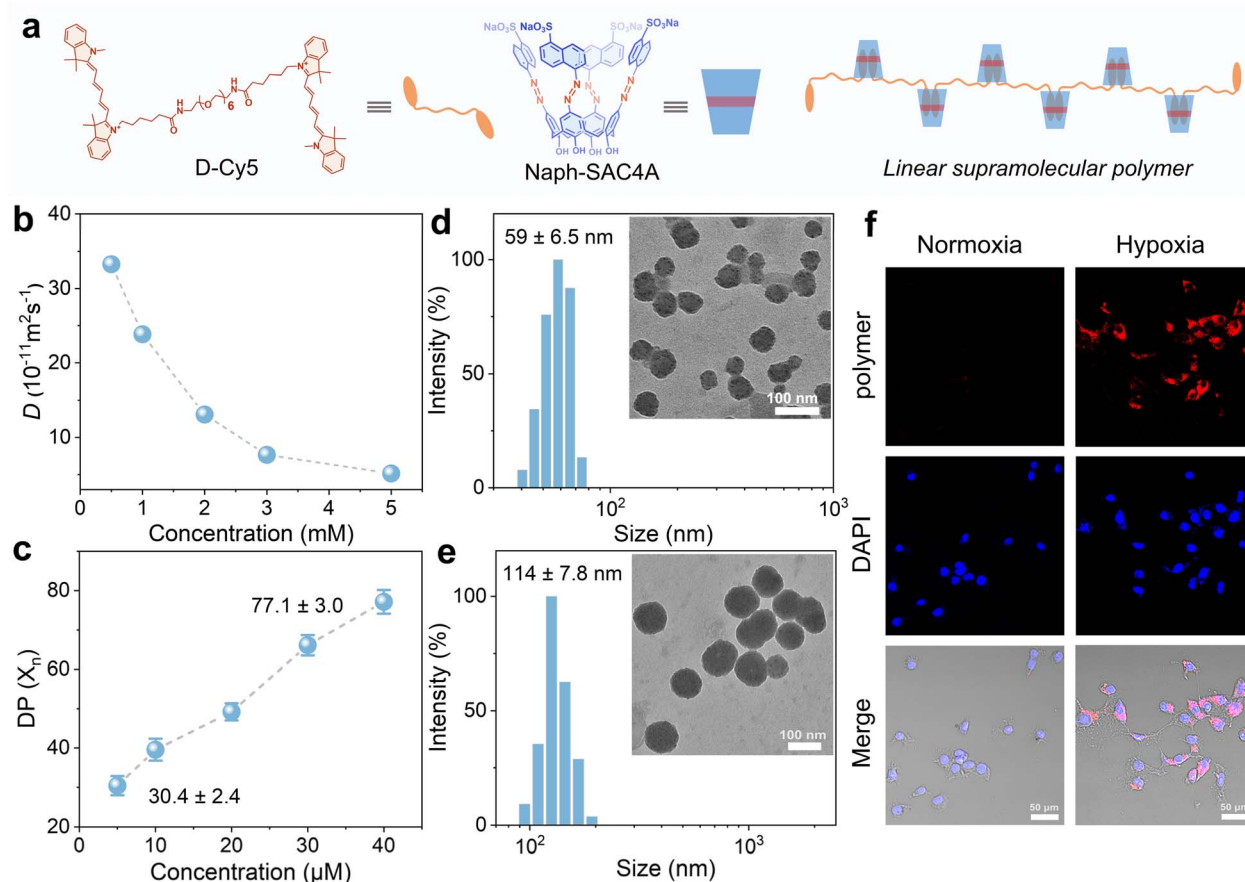 a
NaO₃S
NaO₃S
SO₃Na
SO₃Na
N
N⁺
H
N
O
6
N
H
O
O
N⁺
N
N=N
N=N
N=N
N=N
OH OH OH OH
D-Cy5
Naph-SAC4A
Linear supramolecular polymer
b
40
30
20
10
D (10⁻¹¹m²s⁻¹)
0 1 2 3 4 5
Concentration (mM)
c
80
60
40
20
DP (Xₙ)
77.1 ± 3.0
30.4 ± 2.4
0 10 20 30 40
Concentration (µM)
d
59 ± 6.5 nm
100
50
0
Intensity (%)
100 nm
10² 10³
Size (nm)
e
114 ± 7.8 nm
100
50
0
Intensity (%)
100 nm
10² 10³
Size (nm)
f
Normoxia Hypoxia
polymer
DAPI
Merge
50 µm
50 µm